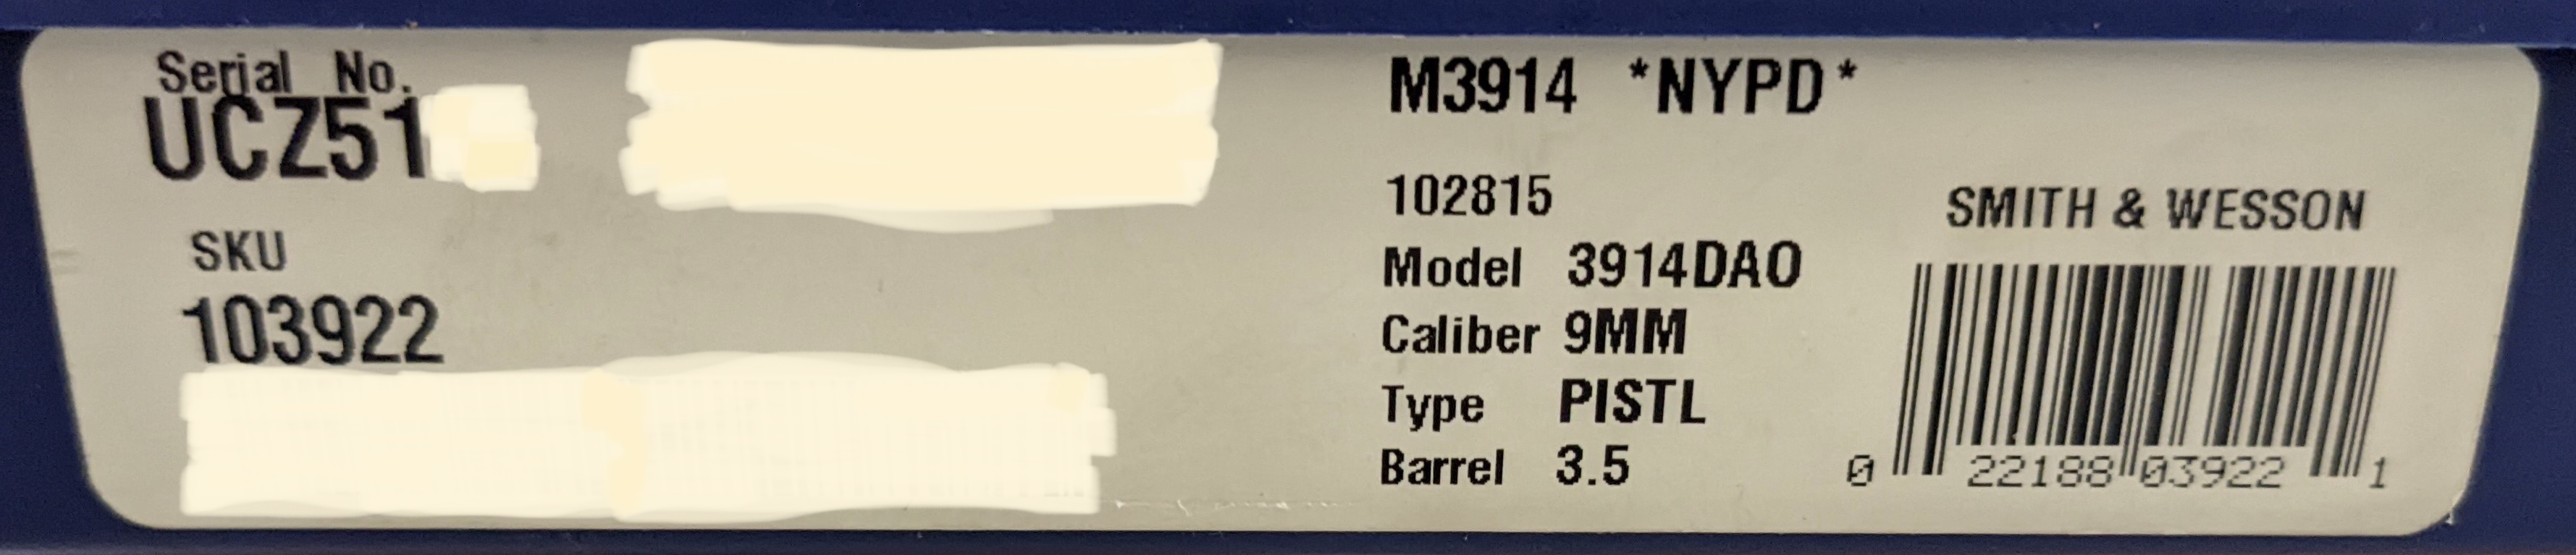 Serial No.
UCZ51
SKU
103922
M3914 *NYPD*
102815
Model 3914DAO
Caliber 9MM
Type PISTL
Barrel 3.5
SMITH & WESSON
0 22188 03922 1